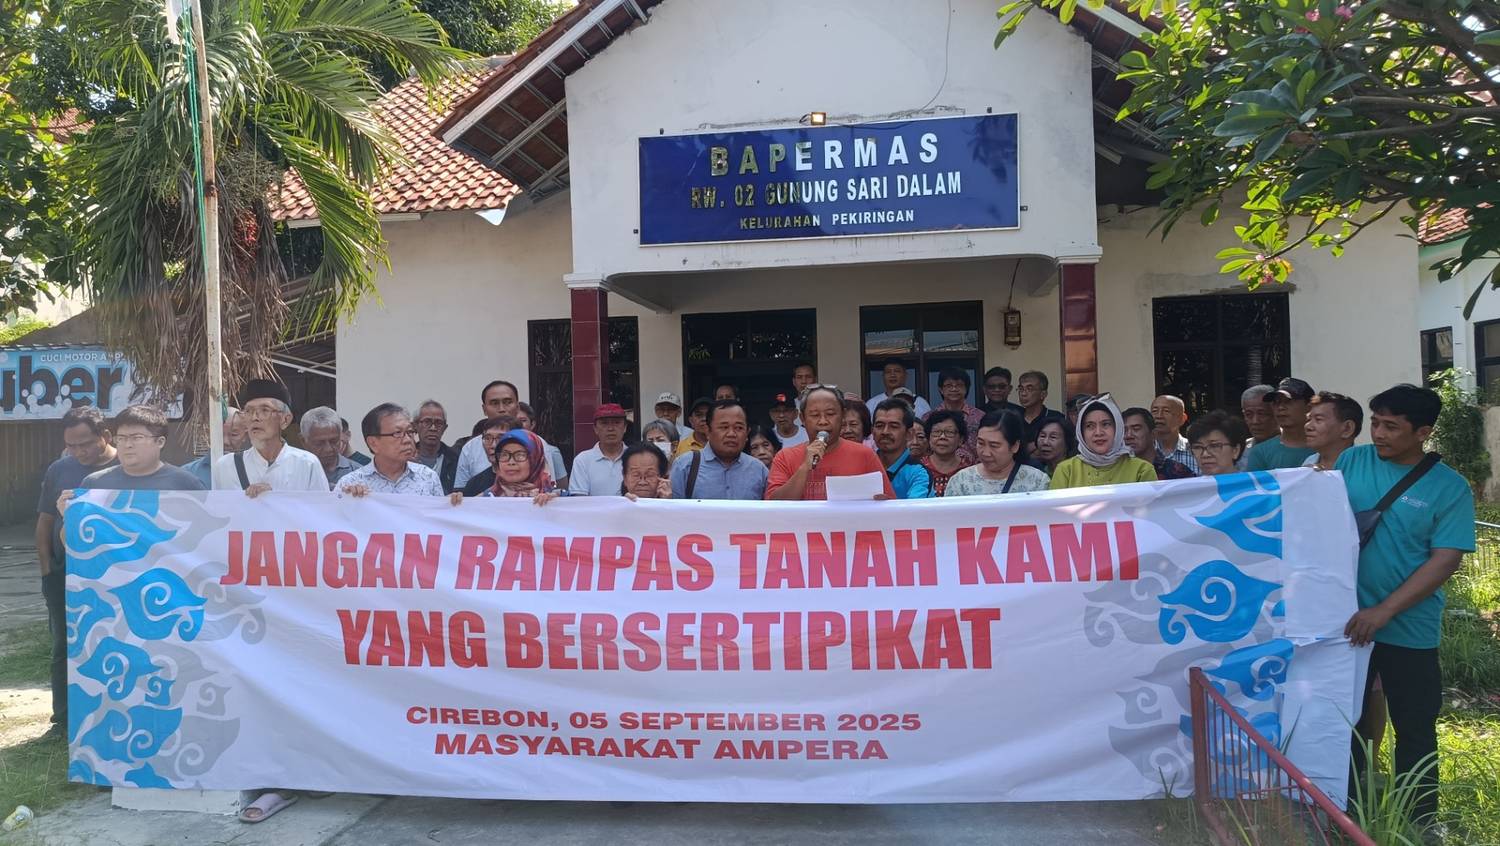 BAPERMAS
RW. 02 GUNUNG SARI DALAM
KELURAHAN PEKIRINGAN
CUCI MOTOR
uber
JANGAN RAMPAS TANAH KAMI
YANG BERSERTIPIKAT
CIREBON, 05 SEPTEMBER 2025
MASYARAKAT AMPERA